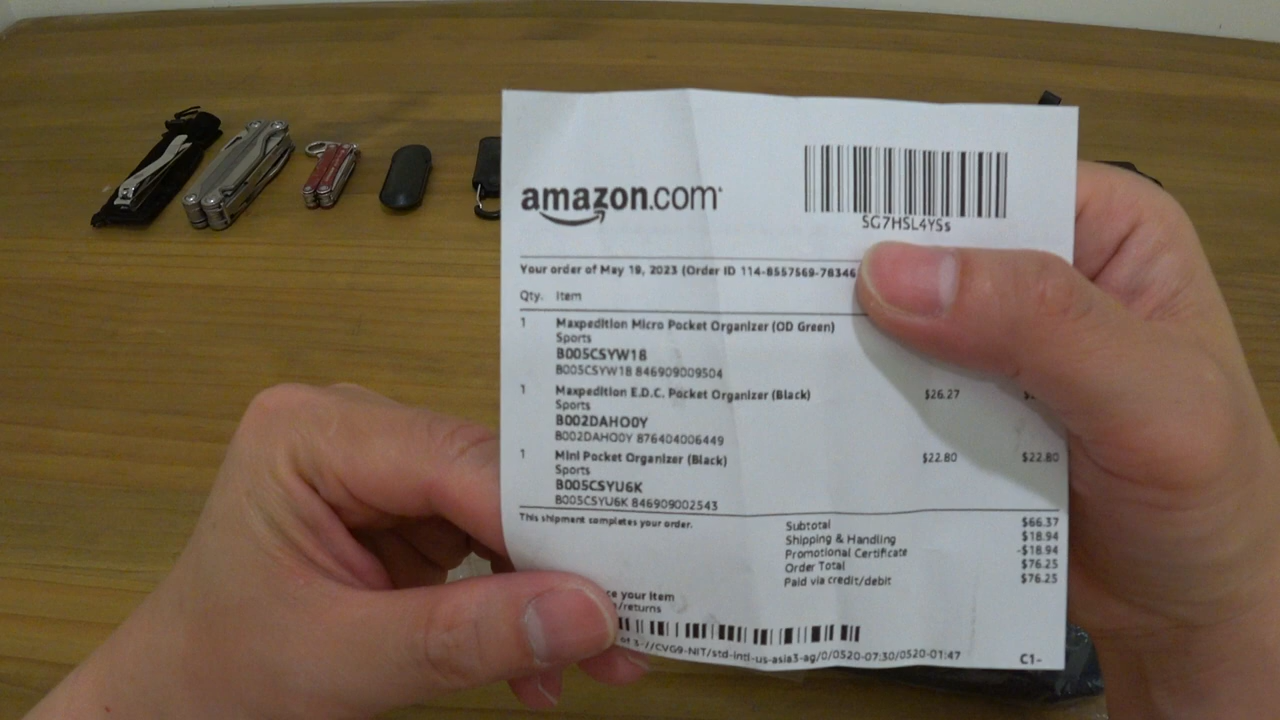 amazon.com
SG7HSL4YSs
Your order of May 19, 2023 (Order ID 114-8557569-78346
Qty. Item
1 Maxpedition Micro Pocket Organizer (OD Green)
Sports
B005CSYW18
B005CSYW18 846909009504
1 Maxpedition E.D.C. Pocket Organizer (Black) $26.27
Sports
B002DAHO0Y
B002DAHO0Y 876404006449
1 Mini Pocket Organizer (Black) $22.80 $22.80
Sports
B005CSYU6K
B005CSYU6K 846909002543
This shipment completes your order.
Subtotal $66.37
Shipping & Handling $18.94
Promotional Certificate -$18.94
Order Total $76.25
Paid via credit/debit $76.25
your item
/returns
of 3-//CVG9-NIT/std-intl-us-asia3-ag/0/0520-07:30/0520-01:47 C1-